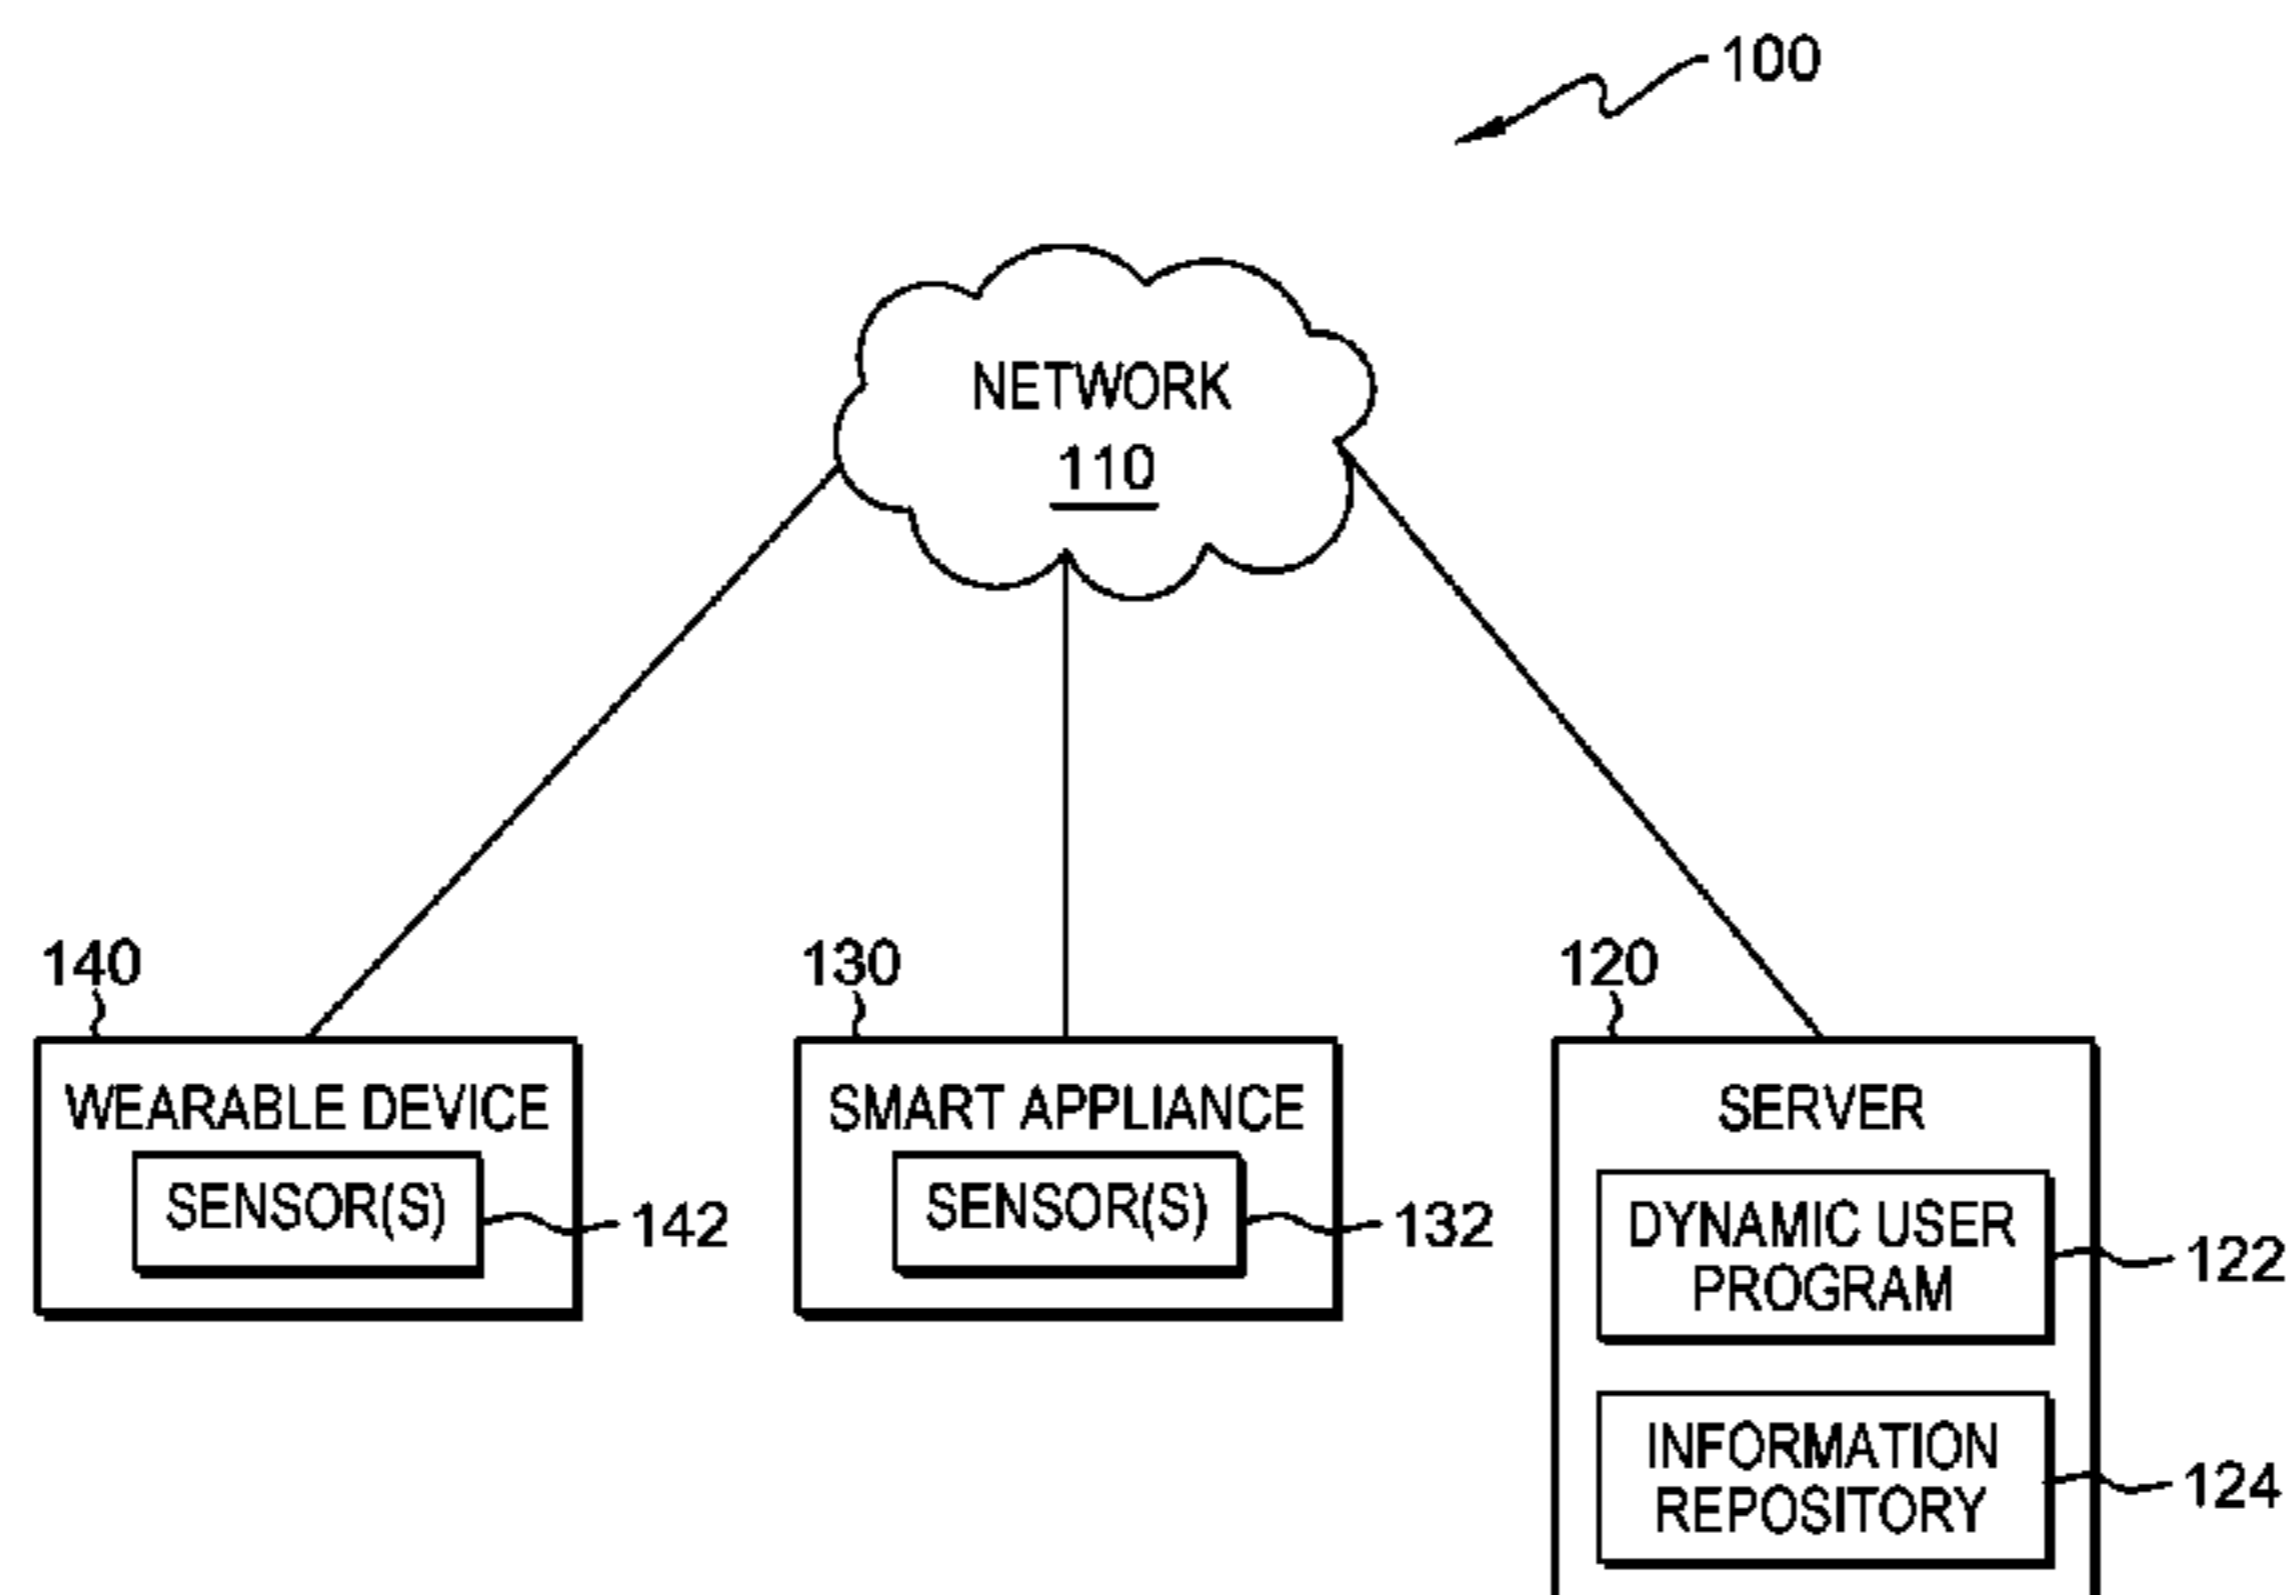 100
NETWORK
110
140
130
120
WEARABLE DEVICE
SENSOR(S)
142
SMART APPLIANCE
SENSOR(S)
132
SERVER
DYNAMIC USER
PROGRAM
122
INFORMATION
REPOSITORY
124